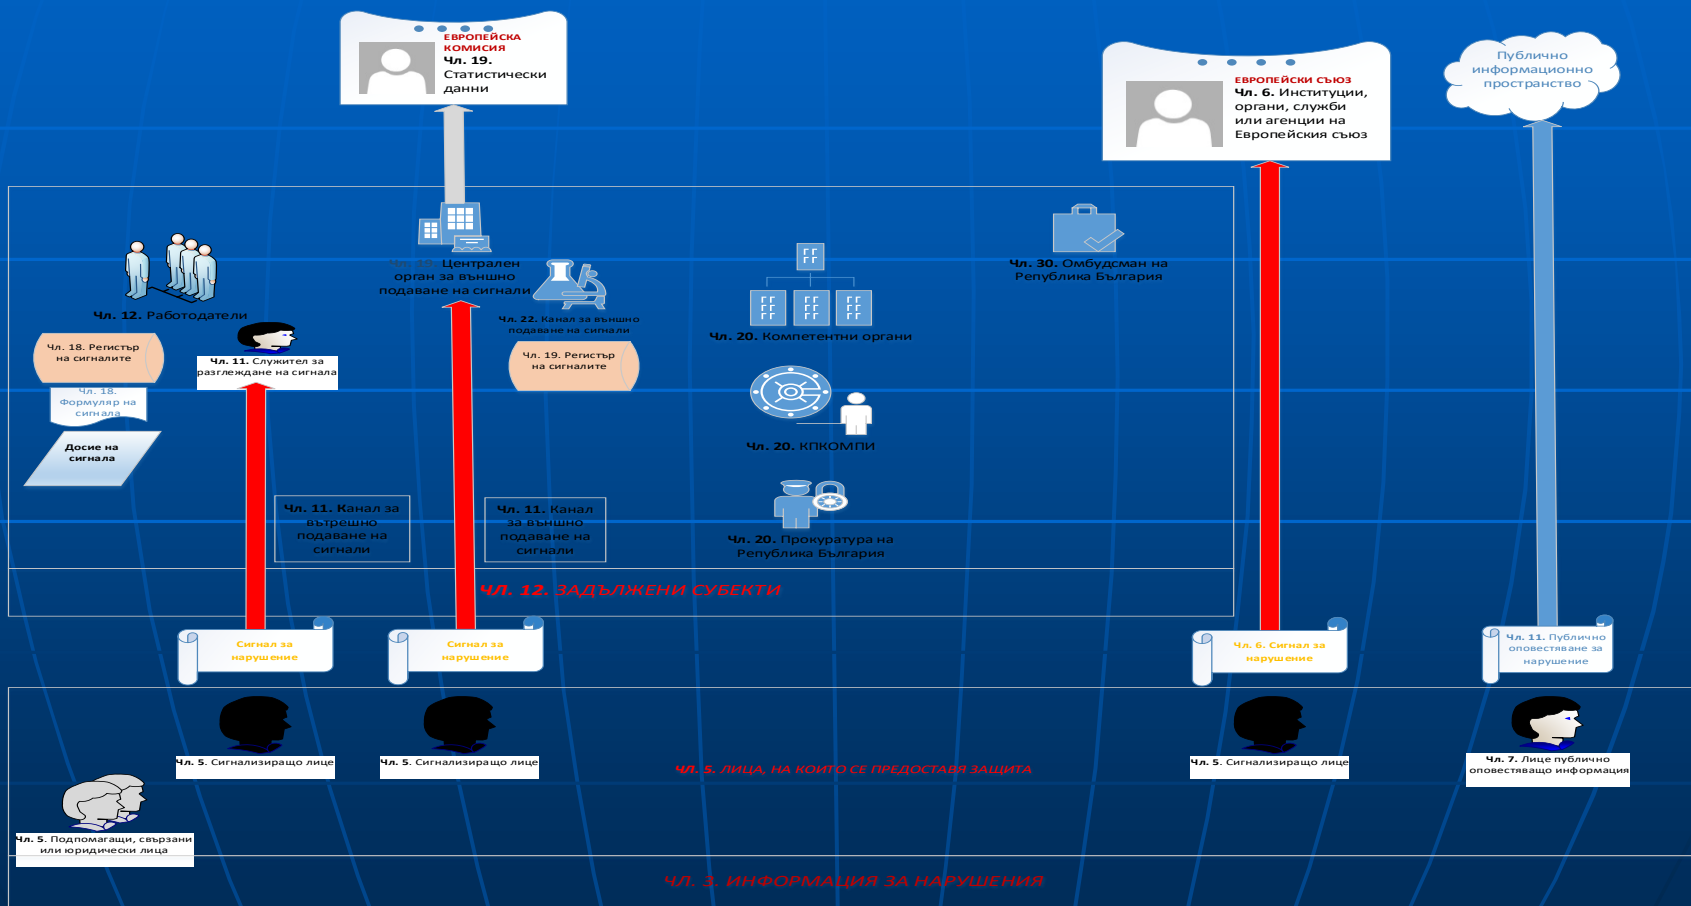 ЕВРОПЕЙСКА
КОМИСИЯ
Чл. 19.
Статистически
данни
ЕВРОПЕЙСКИ СЪЮЗ
Чл. 6. Институции,
органи, служби
или агенции на
Европейския съюз
Публично
информационно
пространство
Чл. 12. Работодатели
Чл. 18. Регистър
на сигналите
Чл. 18.
Формуляр на
сигнала
Досие на
сигнала
Чл. 11. Служител за
разглеждане на сигнала
Чл. 19. Централен
орган за външно
подаване на сигнали
Чл. 22. Канал за външно
подаване на сигнали
Чл. 19. Регистър
на сигналите
Чл. 20. Компетентни органи
Чл. 20. КПКОМПИ
Чл. 20. Прокуратура на
Република България
Чл. 30. Омбудсман на
Република България
Чл. 11. Канал за
вътрешно
подаване на
сигнали
Чл. 11. Канал
за външно
подаване на
сигнали
ЧЛ. 12. ЗАДЪЛЖЕНИ СУБЕКТИ
Сигнал за
нарушение
Сигнал за
нарушение
Чл. 6. Сигнал за
нарушение
Чл. 11. Публично
оповестяване за
нарушение
Чл. 5. Сигнализиращо лице
Чл. 5. Сигнализиращо лице
ЧЛ. 5. ЛИЦА, НА КОИТО СЕ ПРЕДОСТАВЯ ЗАЩИТА
Чл. 5. Сигнализиращо лице
Чл. 7. Лице публично
оповестяващо информация
Чл. 5. Подпомагащи, свързани
или юридически лица
ЧЛ. 3. ИНФОРМАЦИЯ ЗА НАРУШЕНИЯ